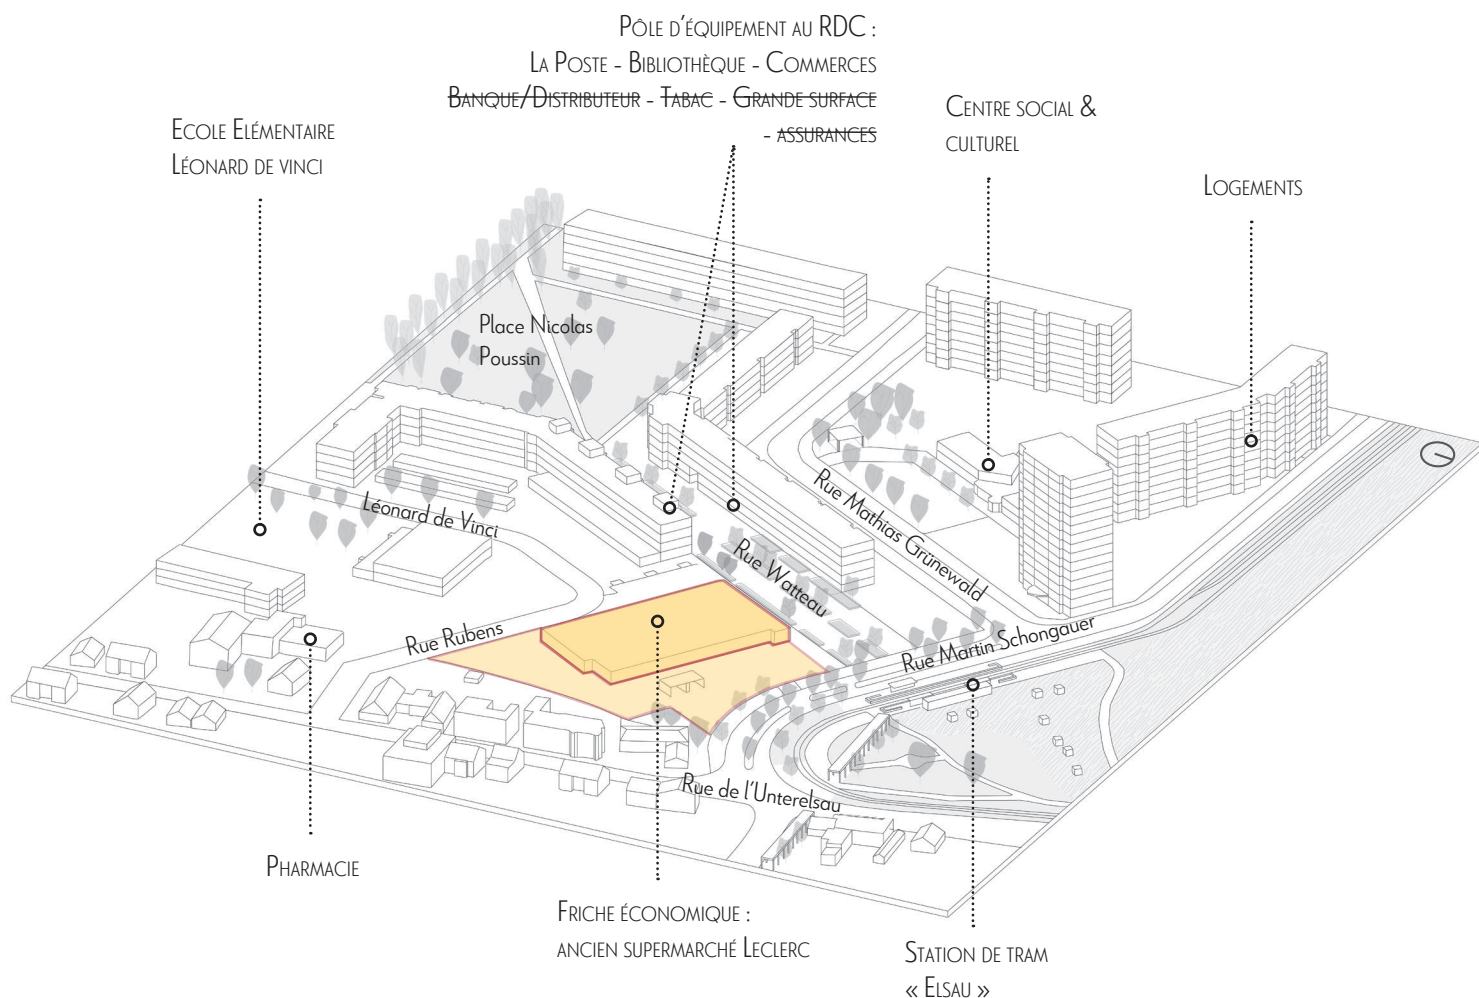 PÔLE D'ÉQUIPEMENT AU RDC :
LA POSTE - BIBLIOTHÈQUE - COMMERCES
BANQUE/DISTRIBUTEUR - TABAC - GRANDE SURFACE
- ASSURANCES
CENTRE SOCIAL &
CULTUREL
ECOLE ELÉMENTAIRE
LÉONARD DE VINCI
LOGEMENTS
Place Nicolas
Poussin
Léonard de Vinci
Rue Mathias Grünewald
Rue Watteau
Rue Rubens
Rue Martin Schongauer
Rue de l'Unterelsau
PHARMACIE
FRICHE ÉCONOMIQUE :
ANCIEN SUPERMARCHÉ LECLERC
STATION DE TRAM
« ELSAU »